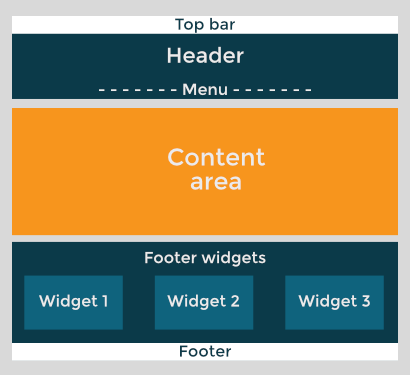 Top bar
Header
- - - - - - - Menu - - - - - - -
Content
area
Footer widgets
Widget 1 Widget 2 Widget 3
Footer